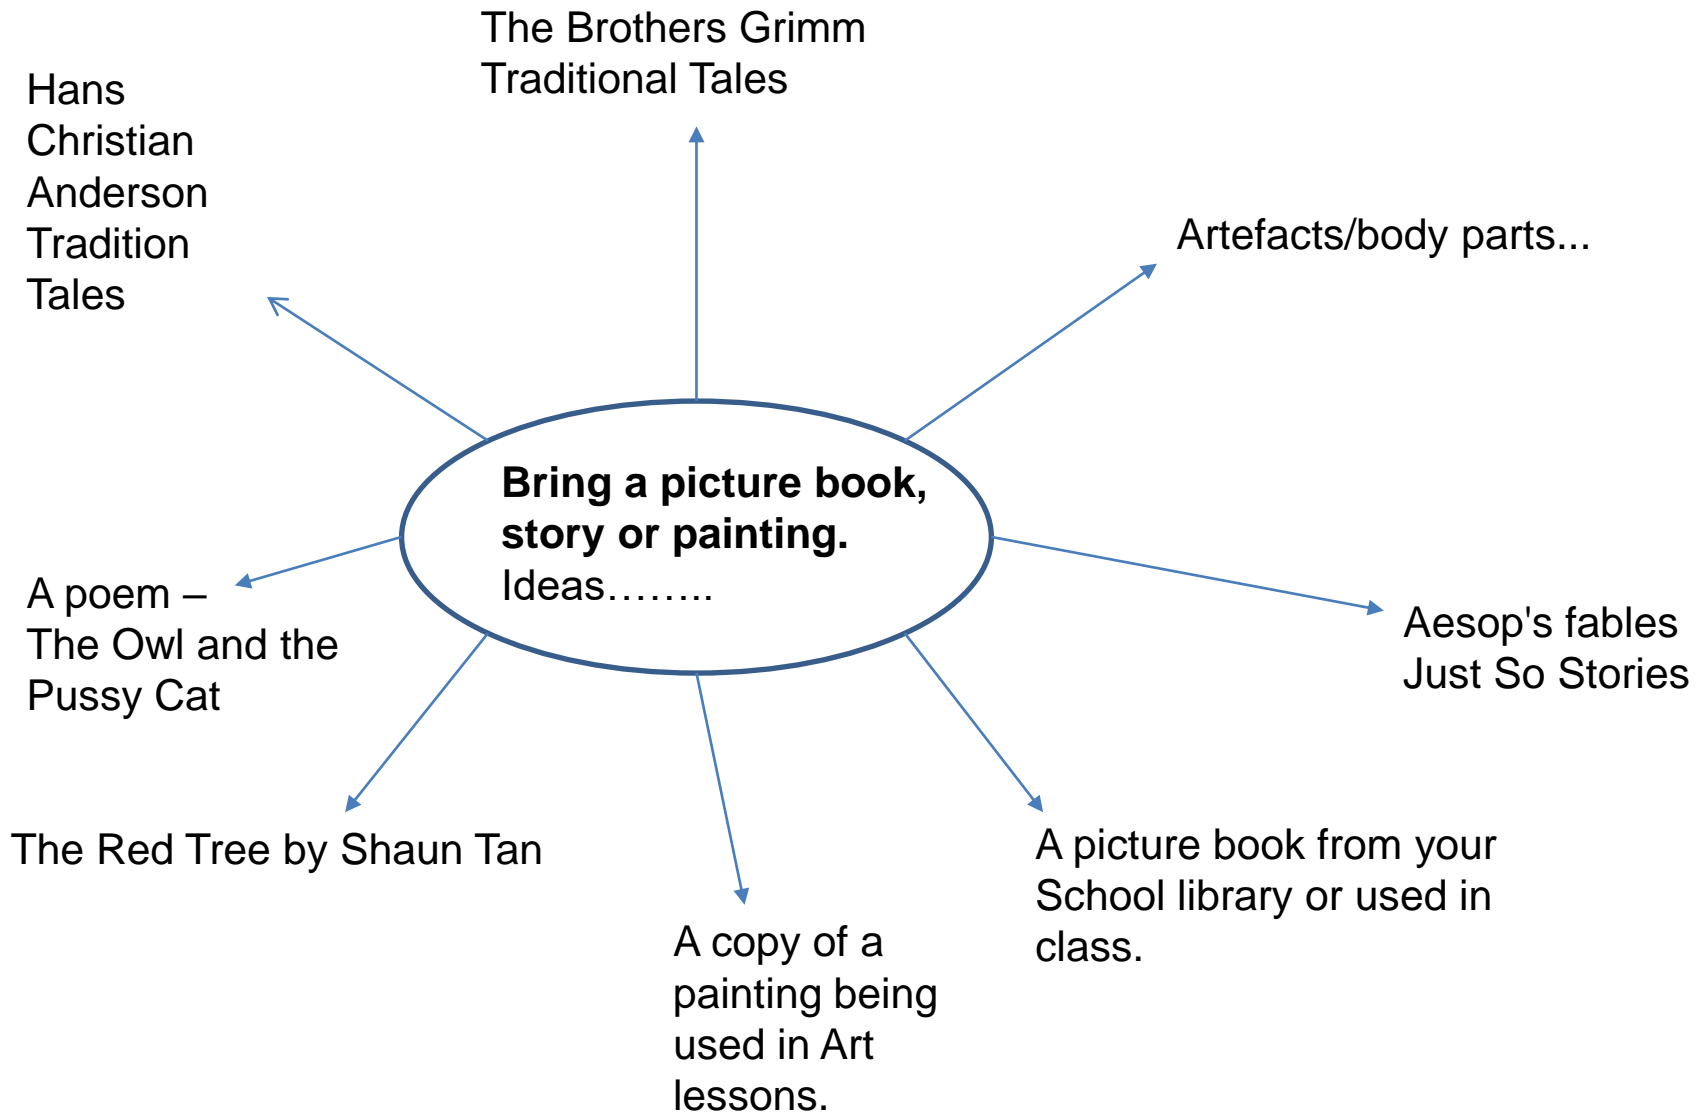 The Brothers Grimm
Traditional Tales
Hans
Christian
Anderson
Tradition
Tales
Artefacts/body parts...
Bring a picture book,
story or painting.
Ideas……..
A poem –
The Owl and the
Pussy Cat
Aesop's fables
Just So Stories
The Red Tree by Shaun Tan
A picture book from your
School library or used in
class.
A copy of a
painting being
used in Art
lessons.